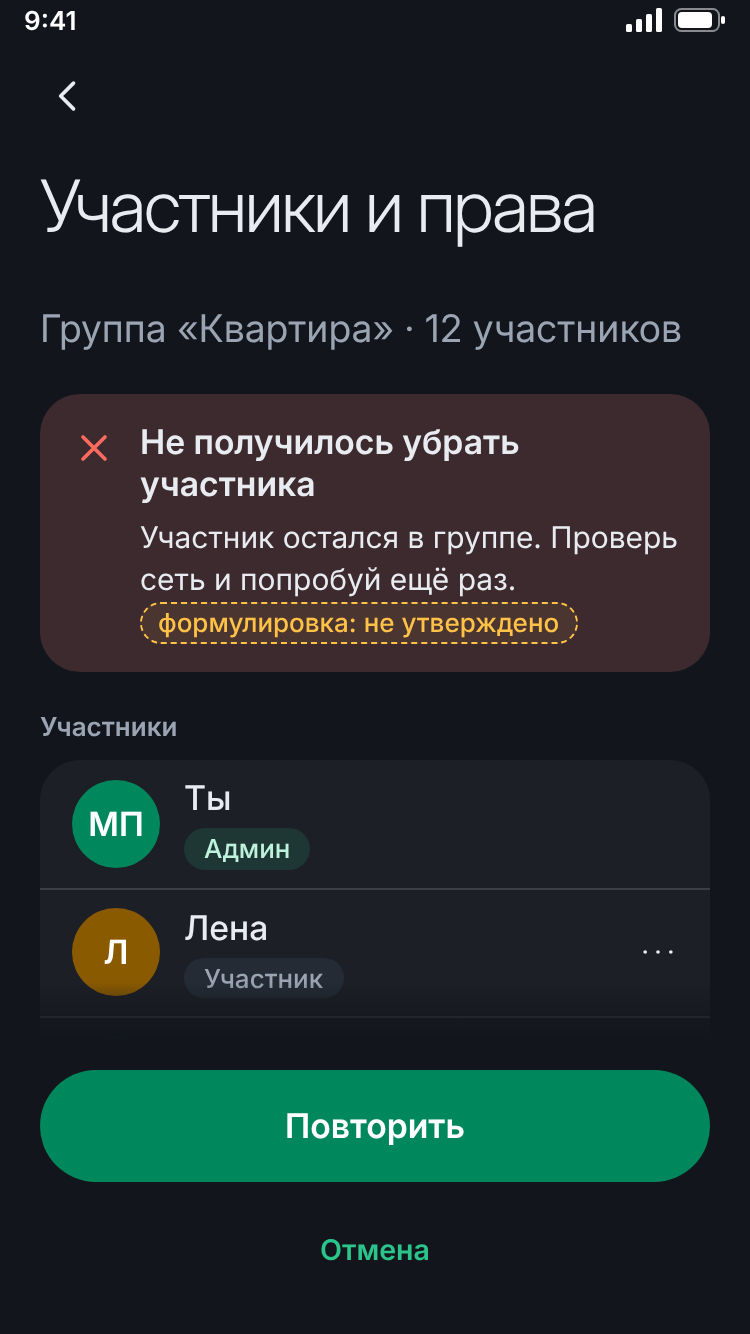 9:41
Участники и права
Группа «Квартира» · 12 участников
Не получилось убрать
участника
Участник остался в группе. Проверь
сеть и попробуй ещё раз.
формулировка: не утверждено
Участники
МП
Ты
Админ
Л
Лена
Участник
Повторить
Отмена